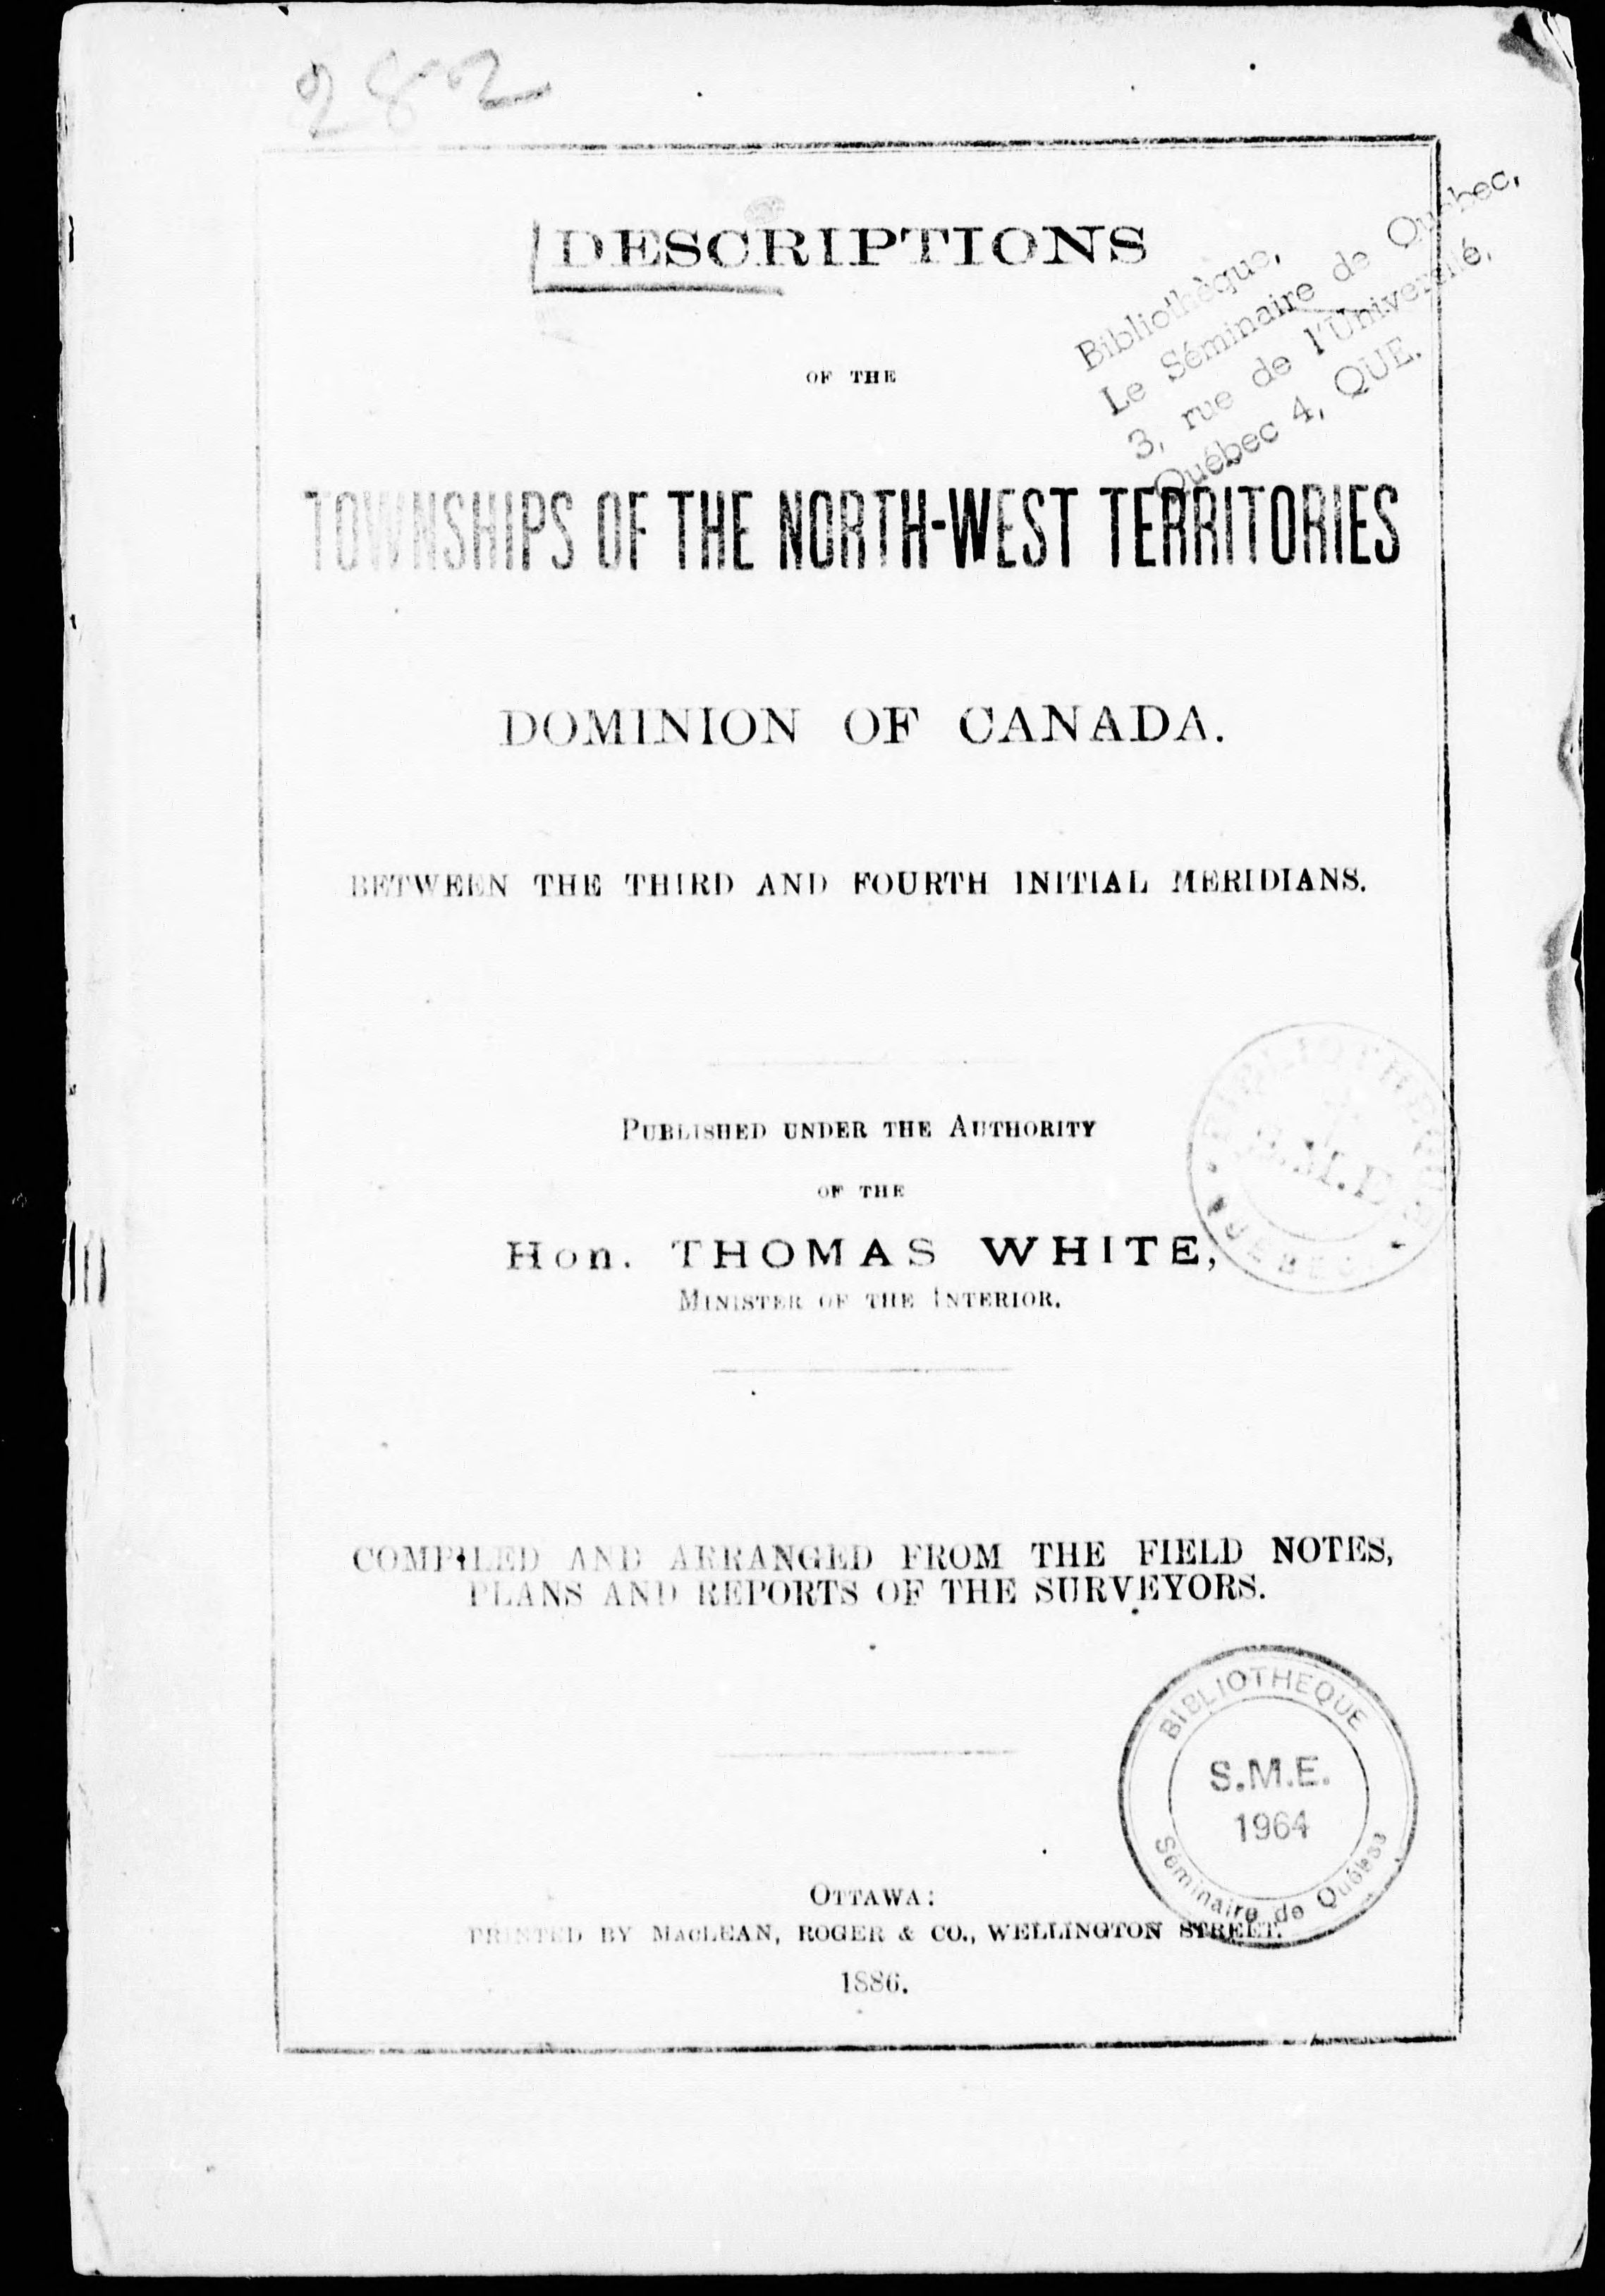 282
DESCRIPTIONS
Bibliothèque,
Le Séminaire de Québec,
3, rue de l'Université,
Québec 4, QUE.
OF THE
TOWNSHIPS OF THE NORTH-WEST TERRITORIES
DOMINION OF CANADA.
BETWEEN THE THIRD AND FOURTH INITIAL MERIDIANS.
PUBLISHED UNDER THE AUTHORITY
OF THE
Hon. THOMAS WHITE,
MINISTER OF THE INTERIOR.
BIBLIOTHEQUE
QUEBEC
COMPILED AND ARRANGED FROM THE FIELD NOTES,
PLANS AND REPORTS OF THE SURVEYORS.
BIBLIOTHEQUE
S.M.E.
1964
Séminaire de Québec
OTTAWA:
PRINTED BY MACLEAN, ROGER & CO., WELLINGTON STREET.
1886.